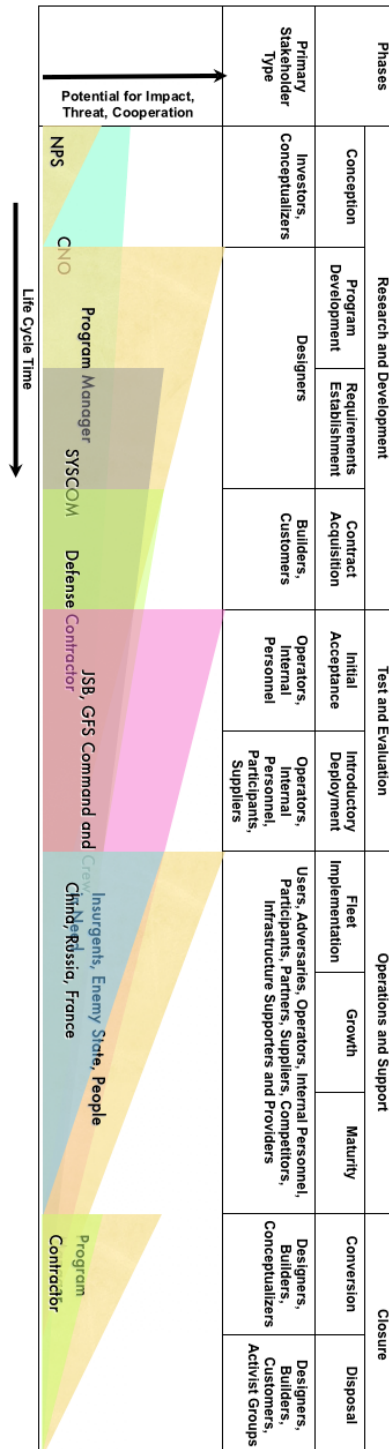 Phases
Research and Development
Test and Evaluation
Operations and Support
Closure
Conception
Program
Development
Requirements
Establishment
Contract
Acquisition
Initial
Acceptance
Introductory
Deployment
Fleet
Implementation
Growth
Maturity
Conversion
Disposal
Primary
Stakeholder
Type
Investors,
Conceptualizers
Designers
Builders,
Customers
Operators,
Internal
Personnel
Operators,
Internal
Personnel,
Participants,
Suppliers
Users, Adversaries, Operators, Internal Personnel,
Participants, Partners, Suppliers, Competitors,
Infrastructure Supporters and Providers
Designers,
Builders,
Conceptualizers
Designers,
Builders,
Customers,
Activist Groups
Potential for Impact,
Threat, Cooperation
NPS
CNO
Program Manager
SYSCOM
Defense Contractor
JSB, GFS Command and Crew
Insurgents, Enemy State, People
in Need
China, Russia, France
Program
Contractor
Life Cycle Time